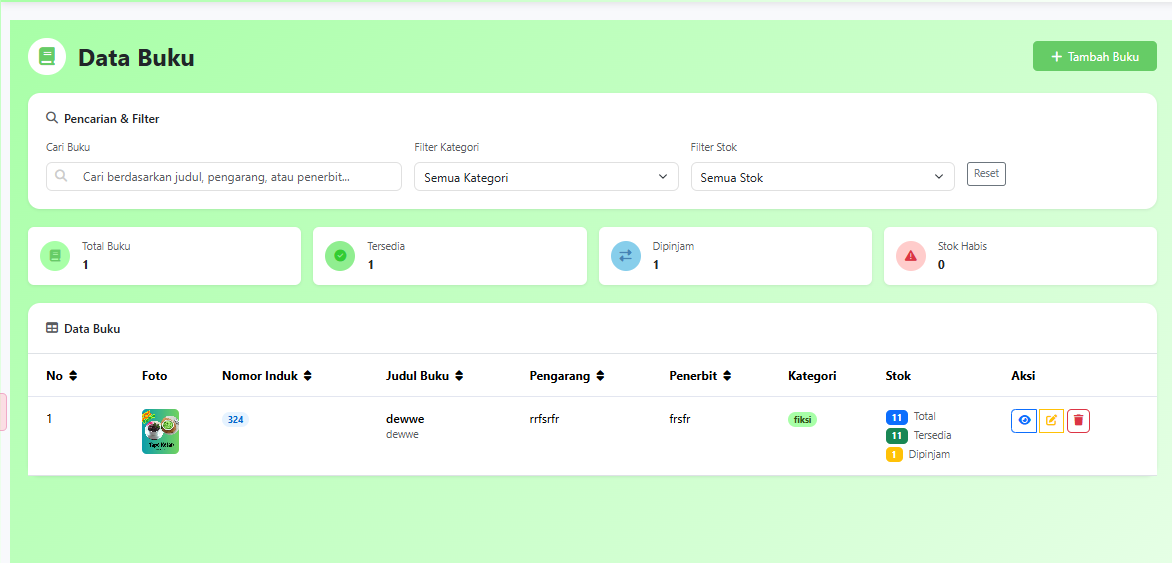 Data Buku
Tambah Buku
Pencarian & Filter
Cari Buku
Filter Kategori
Filter Stok
Cari berdasarkan judul, pengarang, atau penerbit...
Semua Kategori
Semua Stok
Reset
Total Buku
1
Tersedia
1
Dipinjam
1
Stok Habis
0
Data Buku
No Foto Nomor Induk Judul Buku Pengarang Penerbit Kategori Stok Aksi
1 324 dewwe rrfsrfr frsfr fiksi
dewwe
11 Total
11 Tersedia
1 Dipinjam